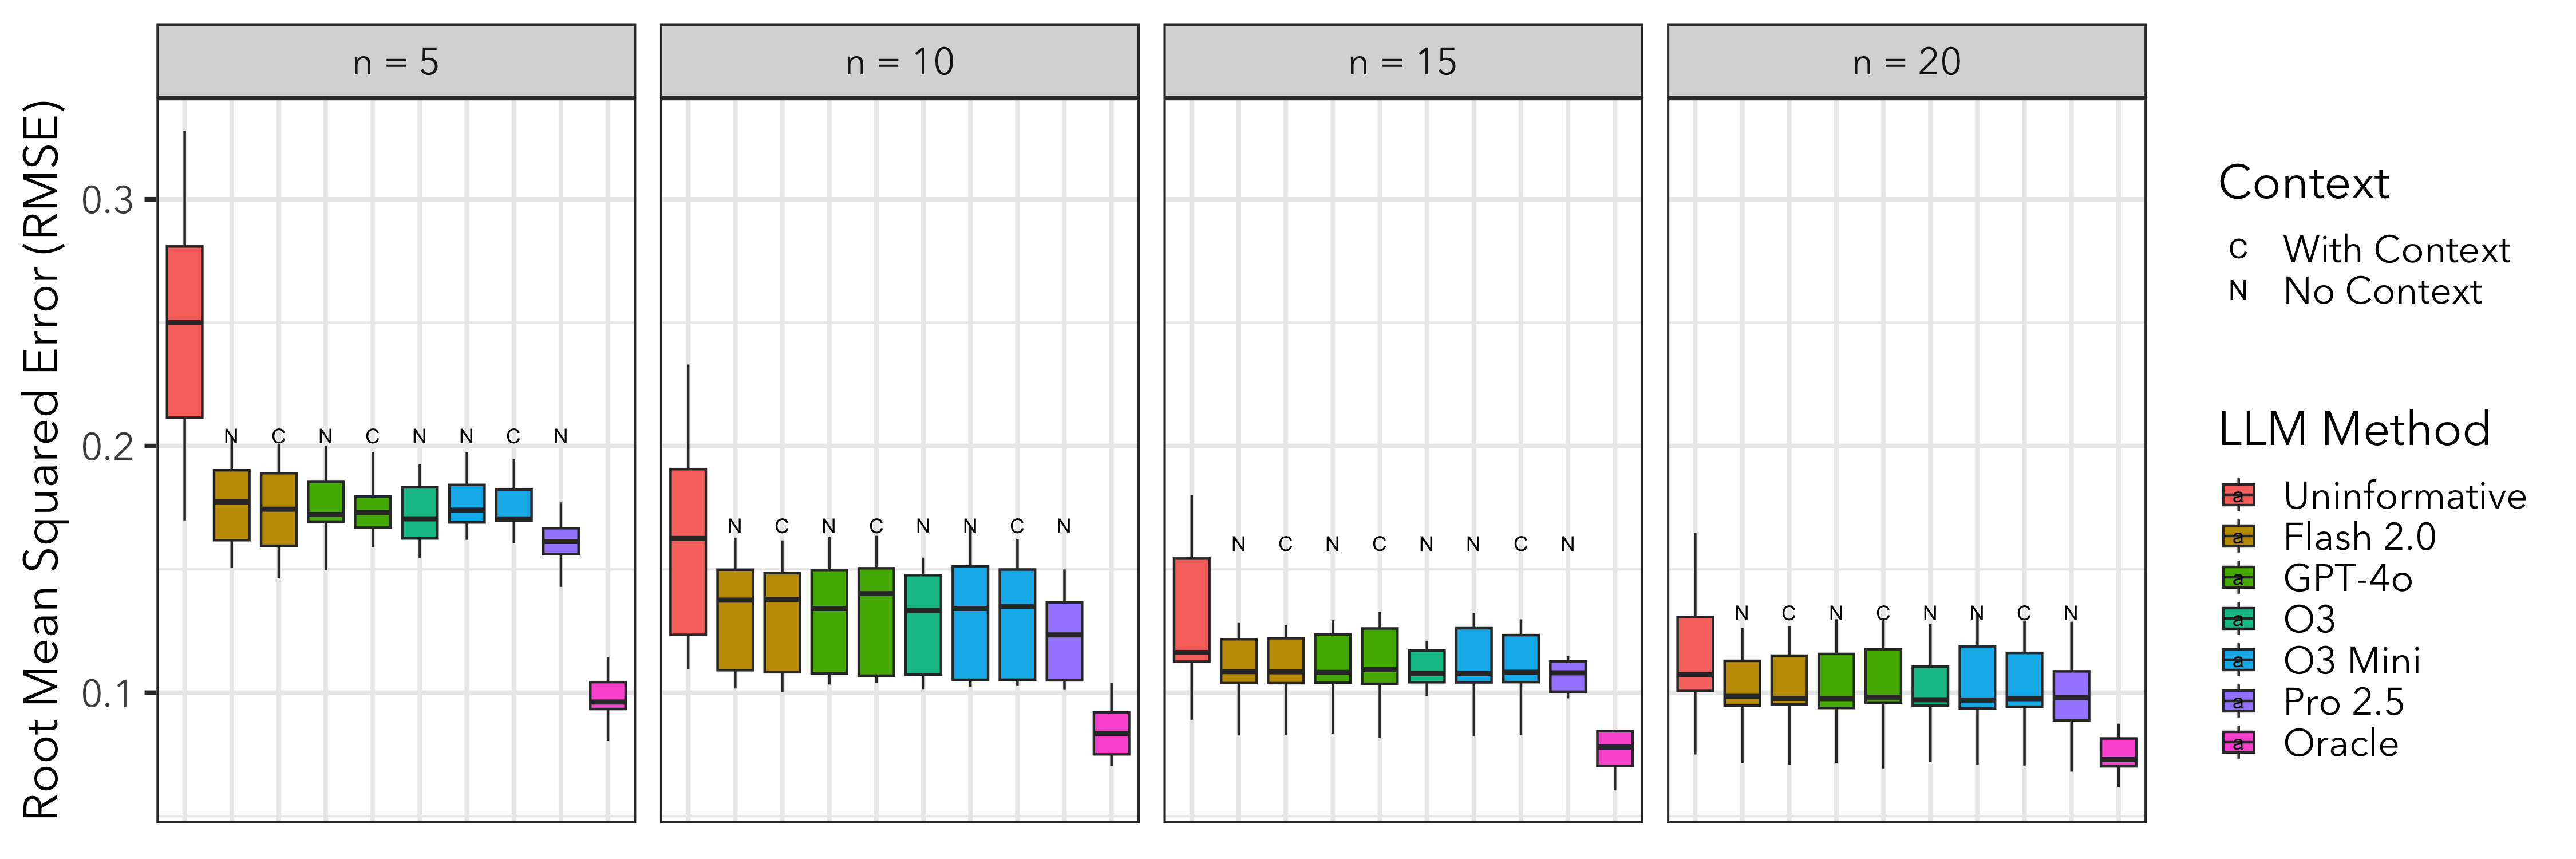 n = 5
n = 10
n = 15
n = 20
Root Mean Squared Error (RMSE)
0.3
0.2
0.1
N C N C N N C N
N C N C N N C N
N C N C N N C N
N C N C N N C N
Context
C With Context
N No Context
LLM Method
a Uninformative
a Flash 2.0
a GPT-4o
a O3
a O3 Mini
a Pro 2.5
a Oracle